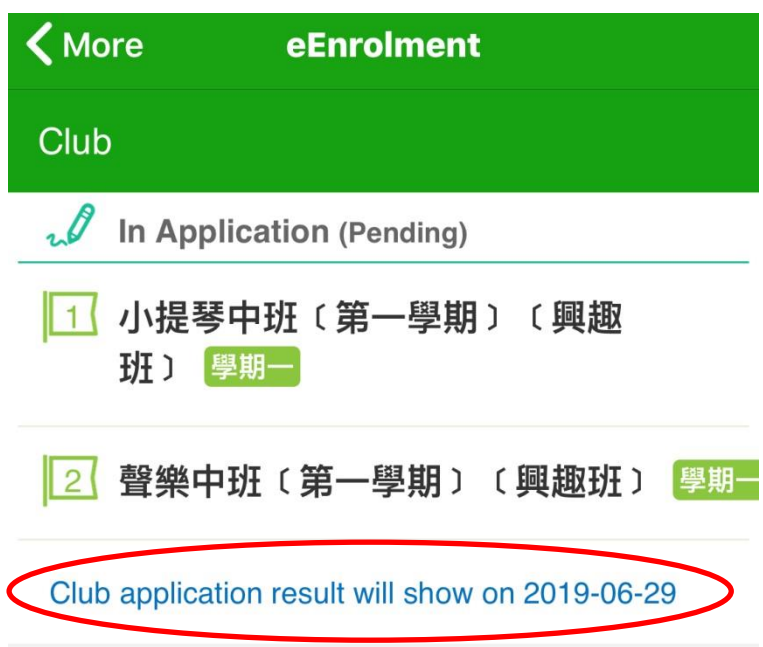 More eEnrolment
Club
In Application (Pending)
1 小提琴中班﹝第一學期﹞﹝興趣
班﹞ 學期一
2 聲樂中班﹝第一學期﹞﹝興趣班﹞ 學期一
Club application result will show on 2019-06-29